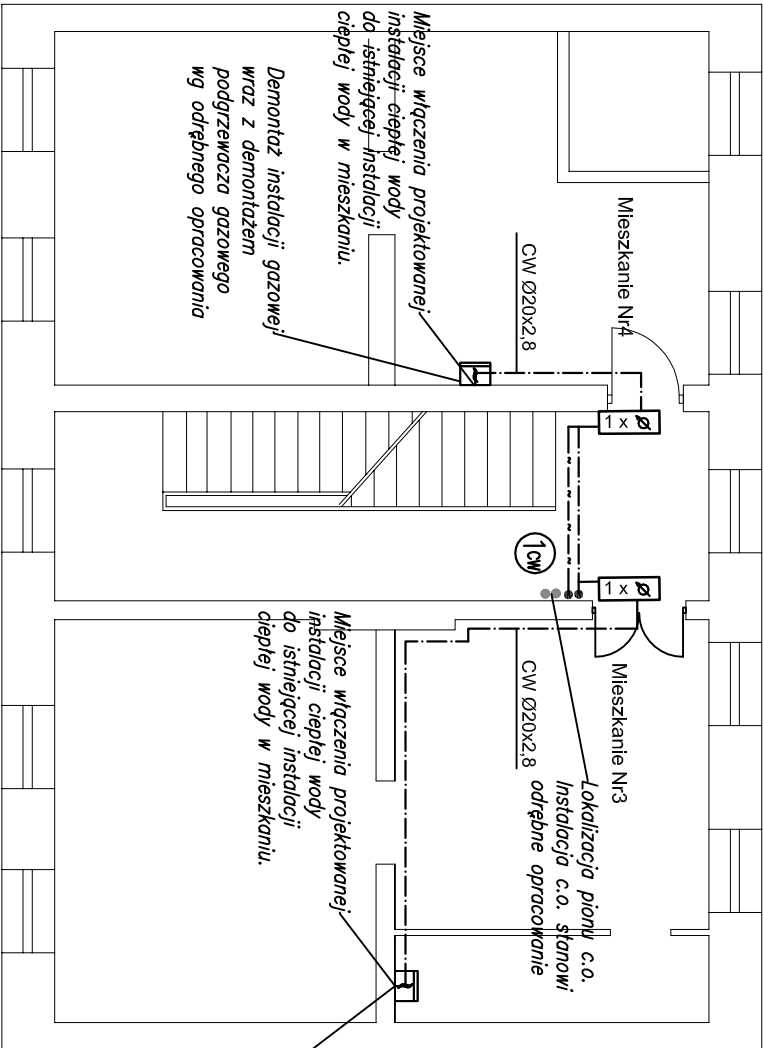 Miejsce włączenia projektowanej
instalacji ciepłej wody
do istniejącej instalacji
ciepłej wody w mieszkaniu.
Demontaż instalacji gazowej
wraz z demontażem
podgrzewacza gazowego
wg odrębnego opracowania
Mieszkanie Nr4
CW Ø20x2,8
1 x Ø
1cw
1 x Ø
Mieszkanie Nr3
CW Ø20x2,8
Lokalizacja pionu c.o.
Instalacja c.o. stanowi
odrębne opracowanie
Miejsce włączenia projektowanej
instalacji ciepłej wody
do istniejącej instalacji
ciepłej wody w mieszkaniu.